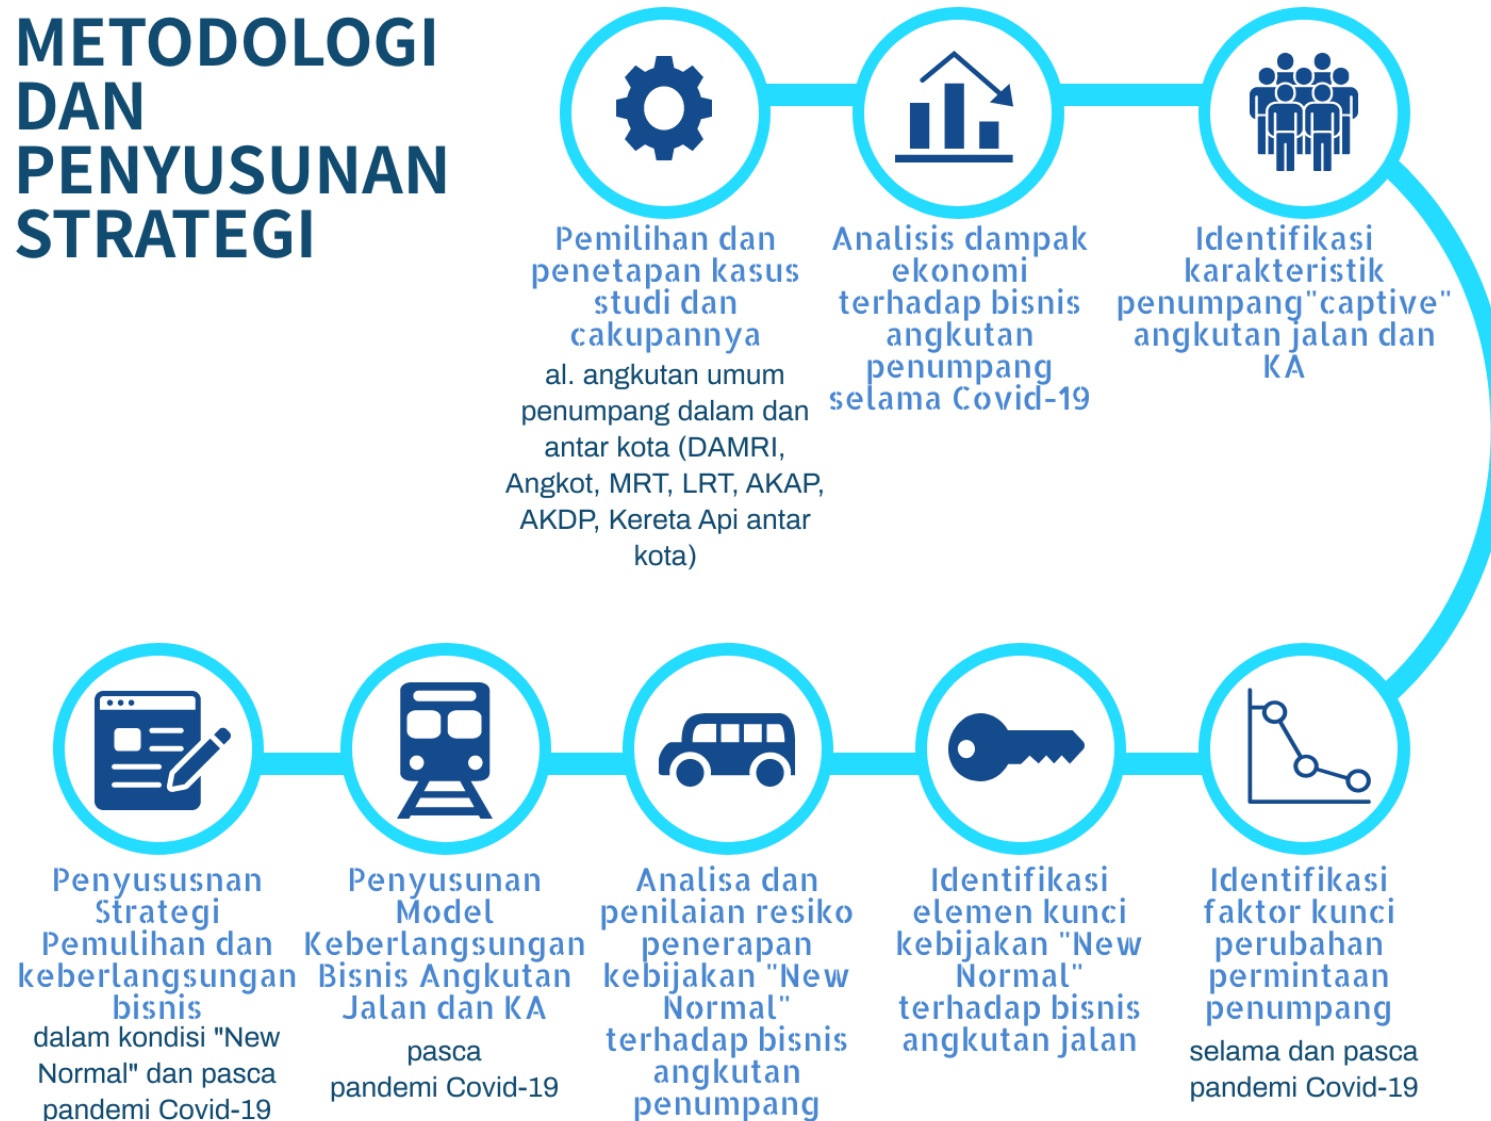 METODOLOGI
DAN
PENYUSUNAN
STRATEGI
Pemilihan dan
penetapan kasus
studi dan
cakupannya
al. angkutan umum
penumpang dalam dan
antar kota (DAMRI,
Angkot, MRT, LRT, AKAP,
AKDP, Kereta Api antar
kota)
Analisis dampak
ekonomi
terhadap bisnis
angkutan
penumpang
selama Covid-19
Identifikasi
karakteristik
penumpang"captive"
angkutan jalan dan
KA
Identifikasi
faktor kunci
perubahan
permintaan
penumpang
selama dan pasca
pandemi Covid-19
Identifikasi
elemen kunci
kebijakan "New
Normal"
terhadap bisnis
angkutan jalan
Analisa dan
penilaian resiko
penerapan
kebijakan "New
Normal"
terhadap bisnis
angkutan
penumpang
Penyusunan
Model
Keberlangsungan
Bisnis Angkutan
Jalan dan KA
pasca
pandemi Covid-19
Penyususnan
Strategi
Pemulihan dan
keberlangsungan
bisnis
dalam kondisi "New
Normal" dan pasca
pandemi Covid-19